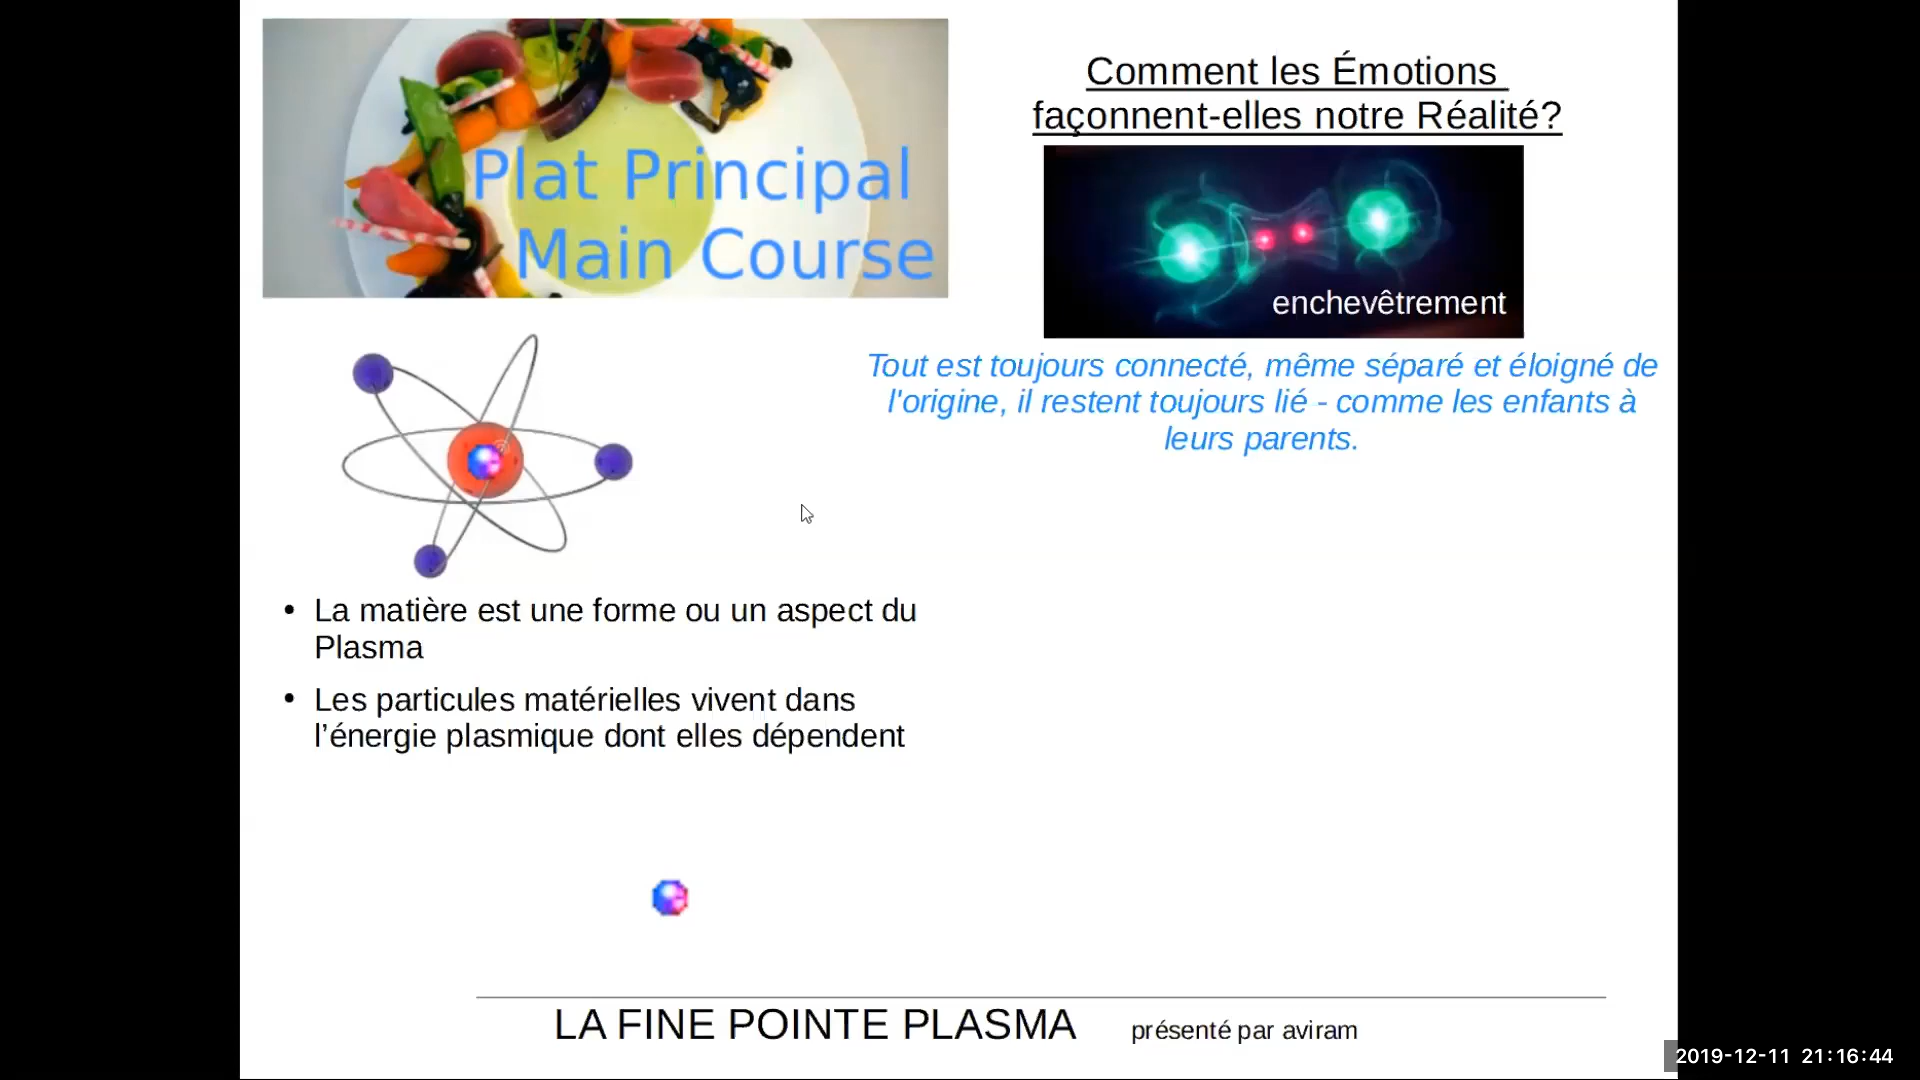 Plat Principal
Main Course
Comment les Émotions
façonnent-elles notre Réalité?
enchevêtrement
Tout est toujours connecté, même séparé et éloigné de
l'origine, il restent toujours lié - comme les enfants à
leurs parents.
• La matière est une forme ou un aspect du
Plasma
• Les particules matérielles vivent dans
l’énergie plasmique dont elles dépendent
LA FINE POINTE PLASMA présenté par aviram
2019-12-11 21:16:44